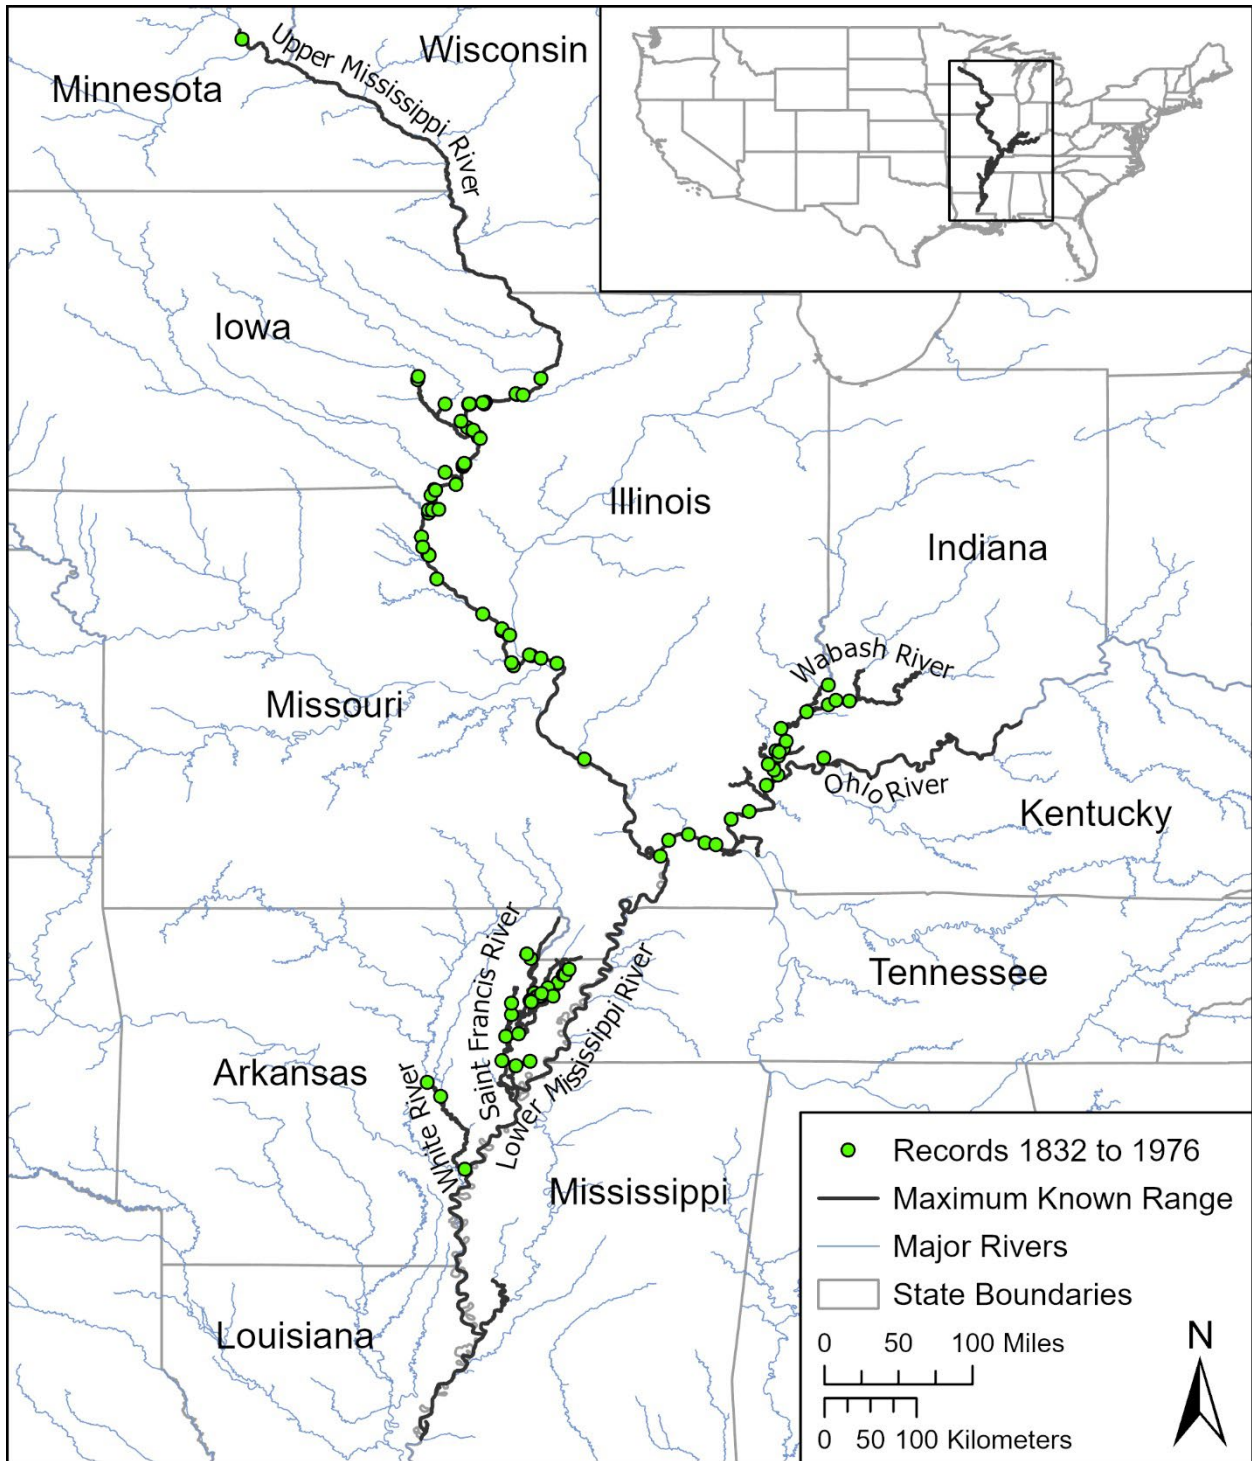 Upper Mississippi River
Wisconsin
Minnesota
Iowa
Illinois
Indiana
Wabash River
Missouri
Ohio River
Kentucky
Saint Francis River
Lower Mississippi River
Tennessee
Arkansas
White River
Mississippi
Louisiana
Records 1832 to 1976
Maximum Known Range
Major Rivers
State Boundaries
0 50 100 Miles
0 50 100 Kilometers
N